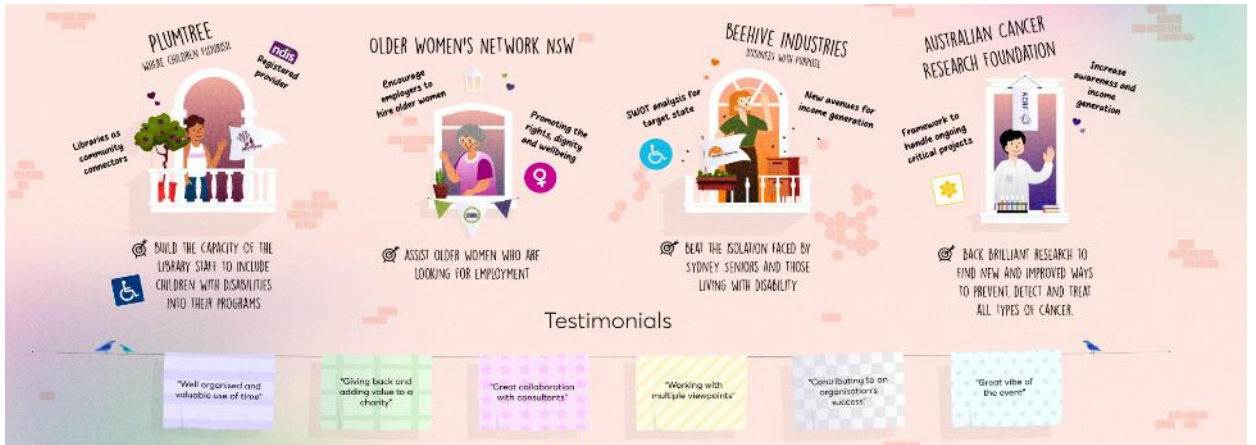 PLUMTREE
WHERE CHILDREN FLOURISH
ndis
Registered
provider
Libraries as
community
connectors
BUILD THE CAPACITY OF THE
LIBRARY STAFF TO INCLUDE
CHILDREN WITH DISABILITIES
INTO THEIR PROGRAMS
OLDER WOMEN'S NETWORK NSW
Encourage
employers to
hire older women
Promoting the
rights, dignity
and wellbeing
ASSIST OLDER WOMEN WHO ARE
LOOKING FOR EMPLOYMENT
BEEHIVE INDUSTRIES
BUSINESS WITH PURPOSE
SWOT analysis for
target state
New avenues for
income generation
BEAT THE ISOLATION FACED BY
SYDNEY SENIORS AND THOSE
LIVING WITH DISABILITY
AUSTRALIAN CANCER
RESEARCH FOUNDATION
Increase
awareness and
income
generation
Framework to
handle ongoing
critical projects
ACRF
BACK BRILLIANT RESEARCH TO
FIND NEW AND IMPROVED WAYS
TO PREVENT, DETECT AND TREAT
ALL TYPES OF CANCER.
Testimonials
"Well organised and
valuable use of time"
"Giving back and
adding value to a
charity"
"Great collaboration
with consultants"
"Working with
multiple viewpoints"
"Contributing to an
organisation's
success"
"Great vibe of
the event"